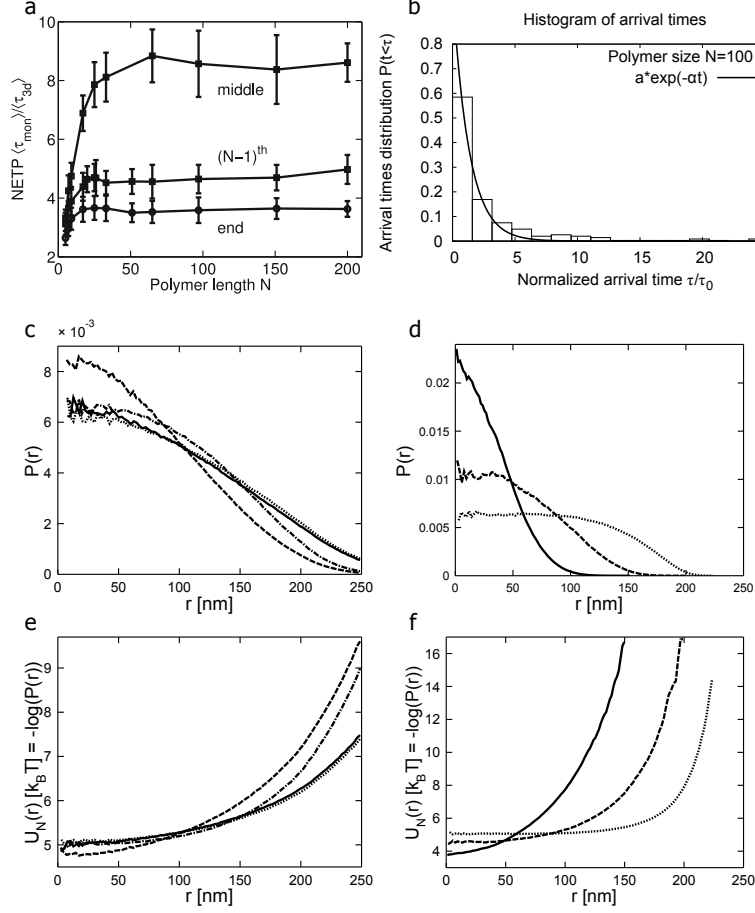 a
NETP ⟨τmon⟩/⟨τ3d⟩
10
8
6
4
2
0
50
100
150
200
Polymer length N
middle
(N−1)th
end
b
Histogram of arrival times
Arrival times distribution P(t<τ)
0.8
0.7
0.6
0.5
0.4
0.3
0.2
0.1
0
0
5
10
15
20
Normalized arrival time τ/τ0
Polymer size N=100
a*exp(-αt)
c
× 10−3
P(r)
8
6
4
2
0
0
50
100
150
200
250
r [nm]
d
P(r)
0.02
0.015
0.01
0.005
0
0
50
100
150
200
250
r [nm]
e
UN(r) [kBT] = -log(P(r))
9
7
5
0
50
100
150
200
250
r [nm]
f
UN(r) [kBT] = -log(P(r))
16
14
12
10
8
6
4
0
50
100
150
200
250
r [nm]